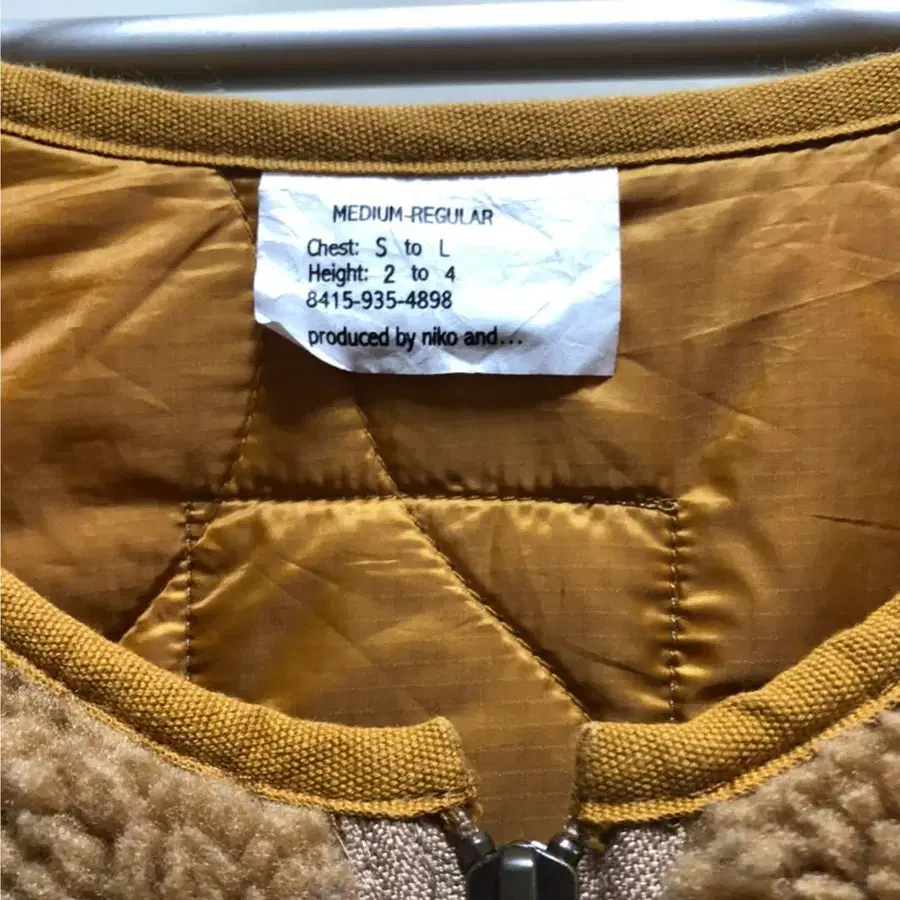 MEDIUM-REGULAR
Chest: S to L
Height: 2 to 4
8415-935-4898
produced by niko and...